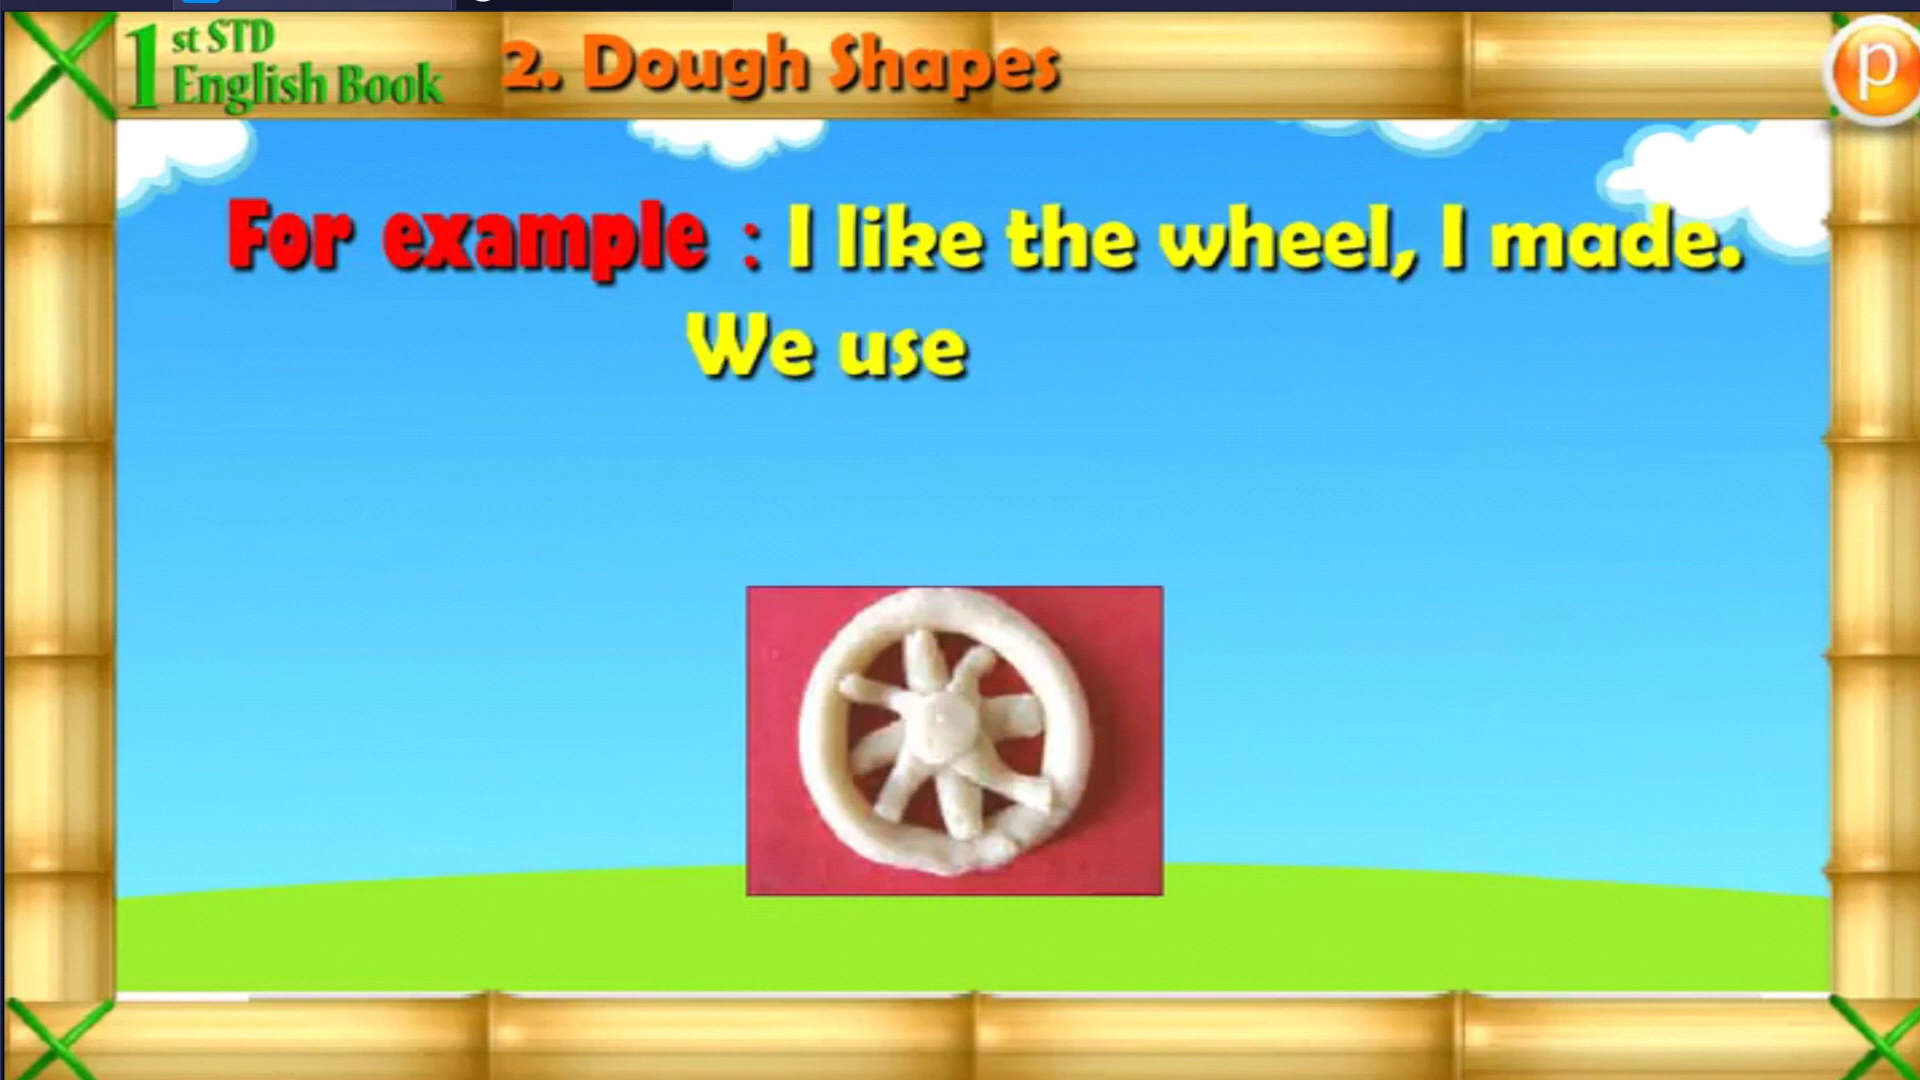 1st STD
English Book
2. Dough Shapes
p
For example : I like the wheel, I made.
We use